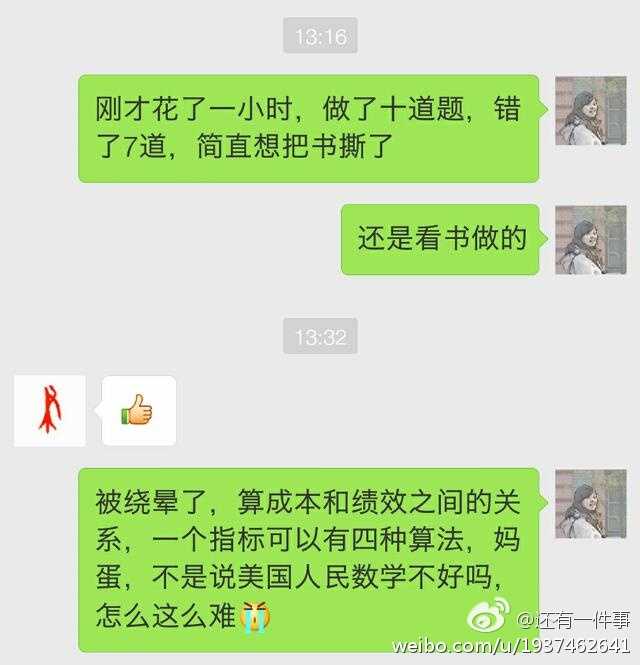 13:16
刚才花了一小时，做了十道题，错
了7道，简直想把书撕了
还是看书做的
13:32
被绕晕了，算成本和绩效之间的关
系，一个指标可以有四种算法，妈
蛋，不是说美国人民数学不好吗，
怎么这么难
@还有一件事
weibo.com/u/1937462641